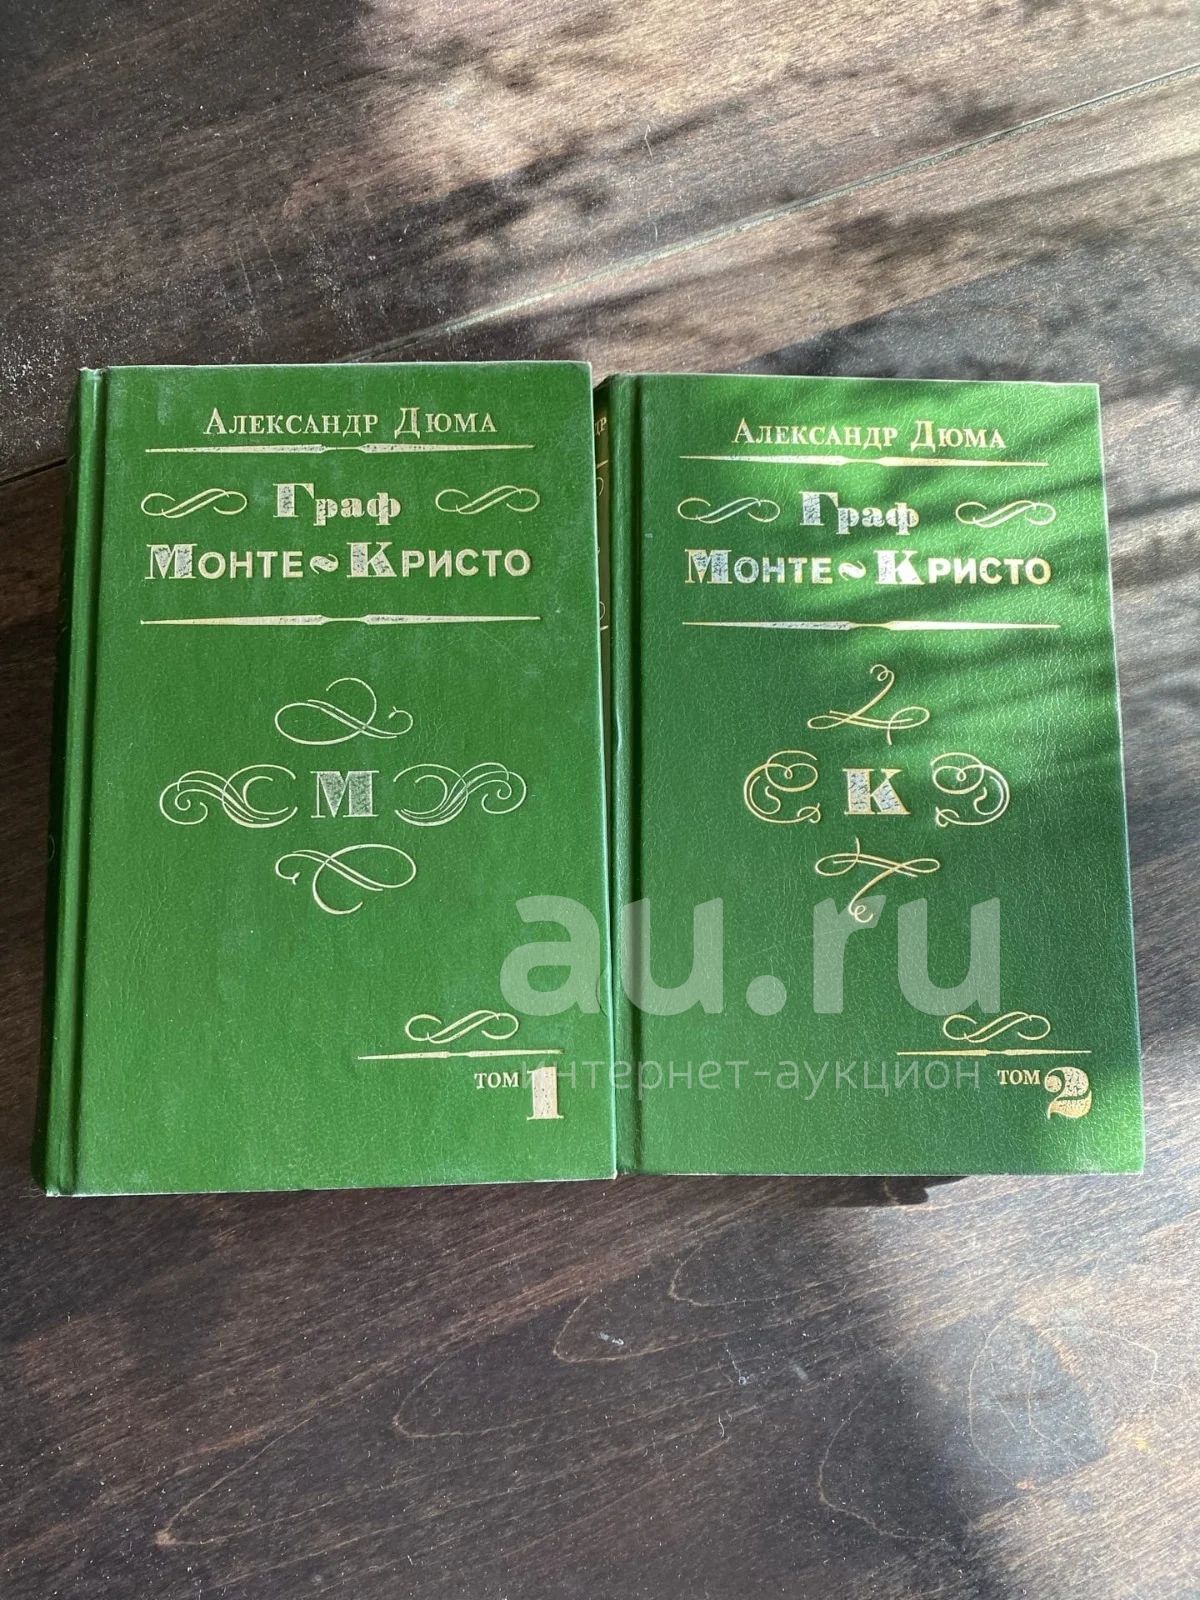 Александр Дюма
Граф
Монте~Кристо
М
том 1
Александр Дюма
Граф
Монте~Кристо
К
том 2
au.ru
интернет-аукцион